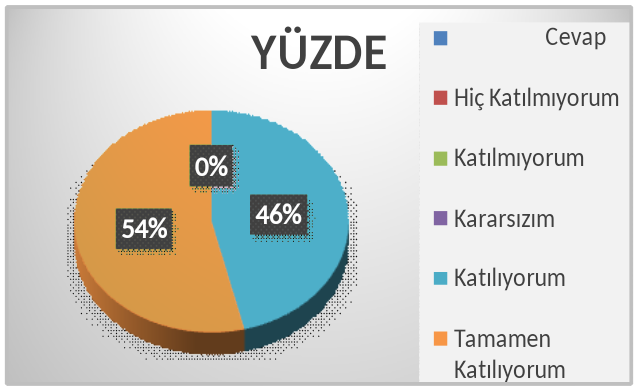 YÜZDE
Cevap
Hiç Katılmıyorum
0%
Katılmıyorum
46%
54%
Kararsızım
Katılıyorum
Tamamen
Katılıyorum